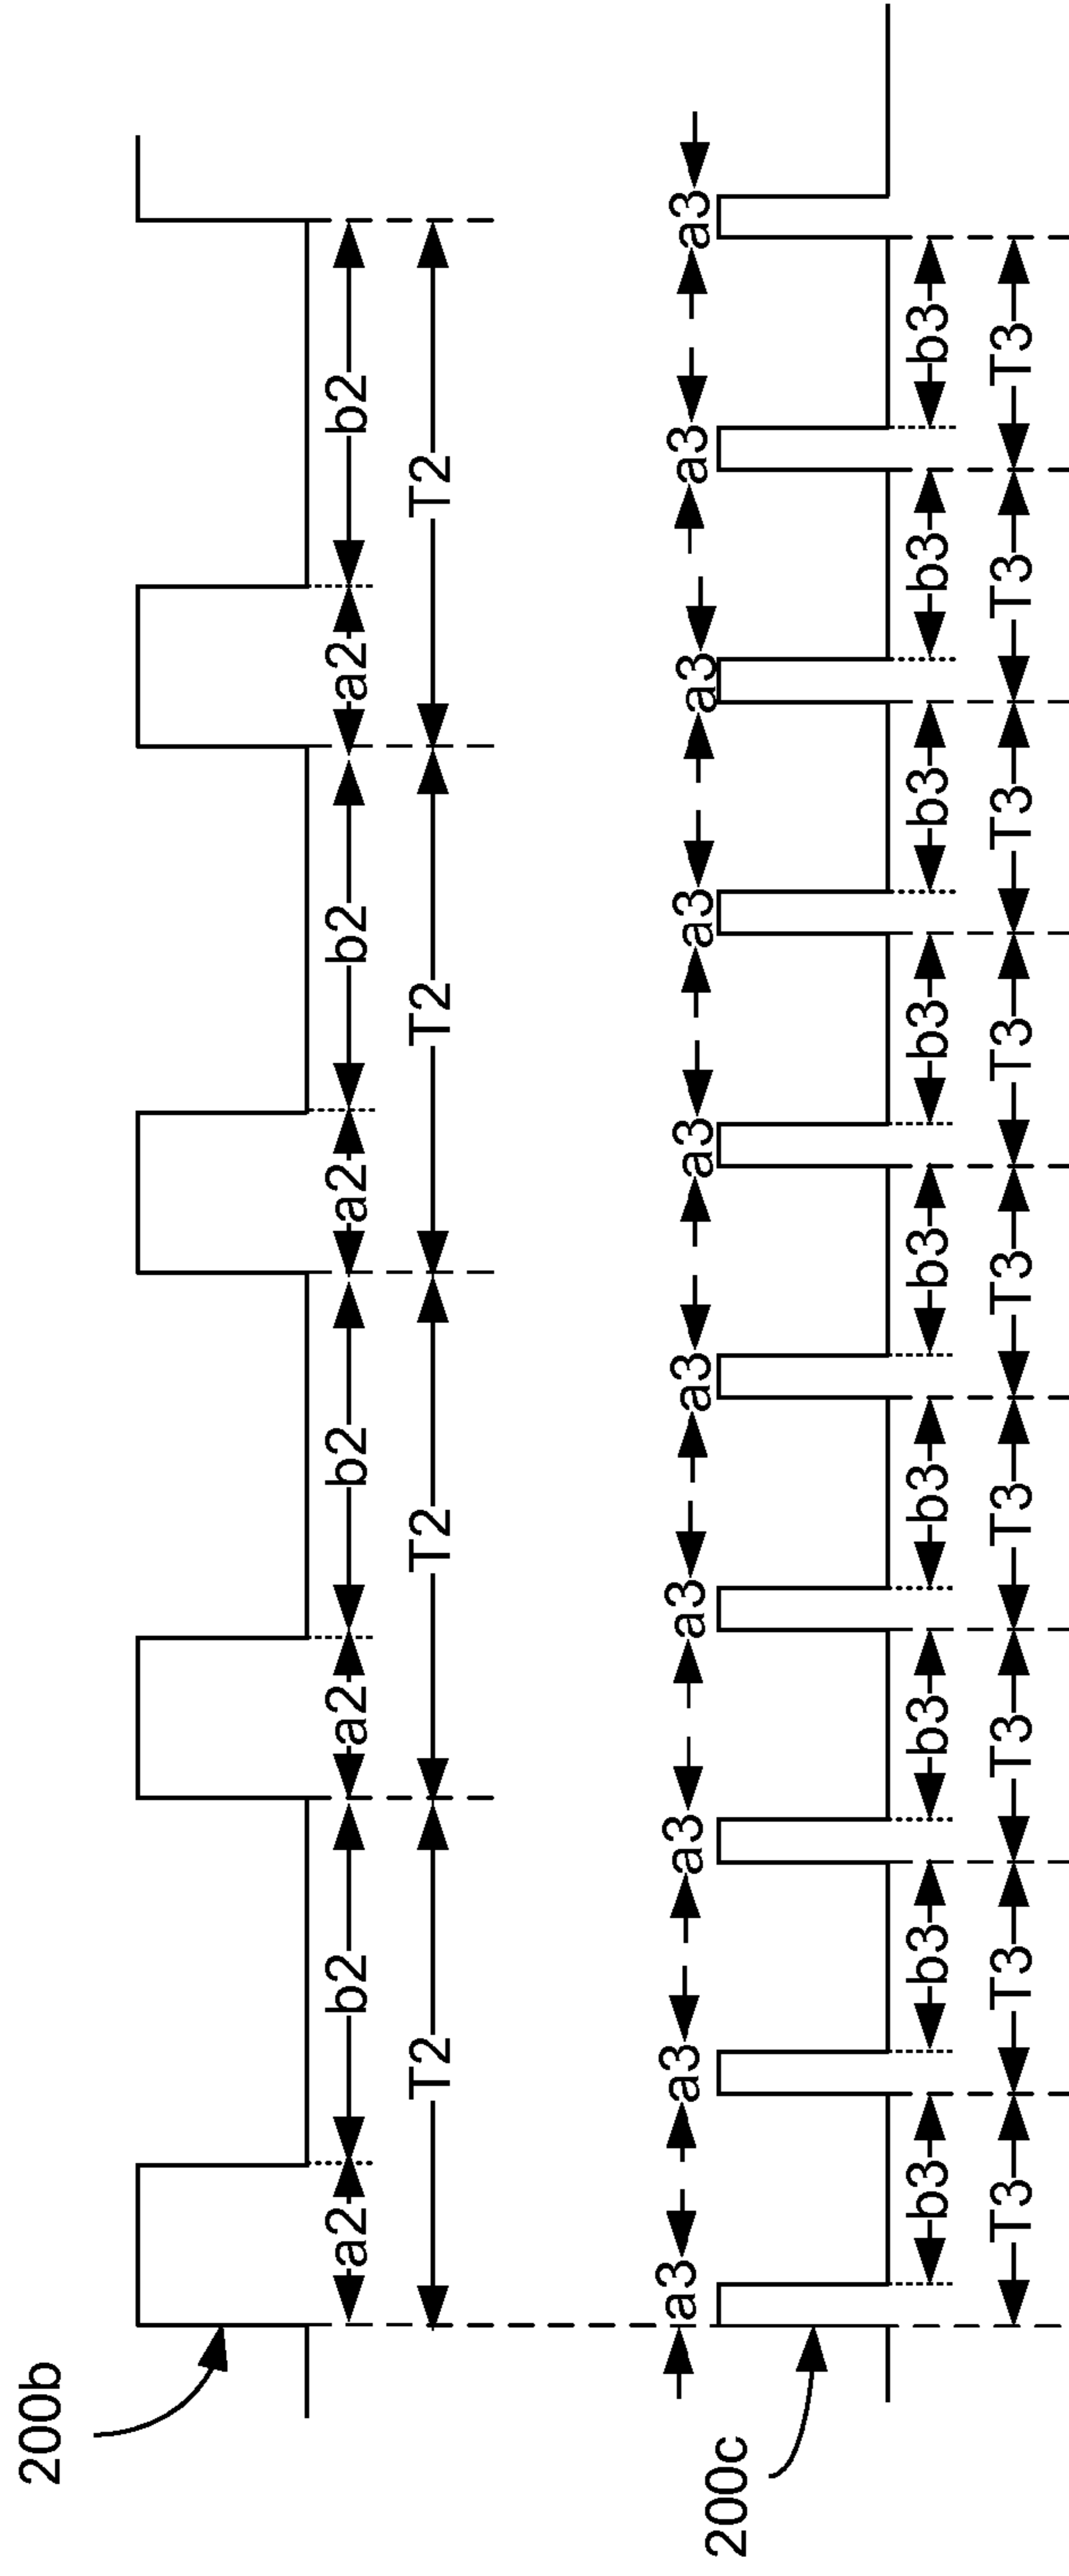 200b
a2 b2 a2 b2 a2 b2 a2 b2
T2 T2 T2 T2
a3 a3 a3 a3 a3 a3 a3 a3 a3 a3
200c
b3 b3 b3 b3 b3 b3 b3 b3 b3
T3 T3 T3 T3 T3 T3 T3 T3 T3